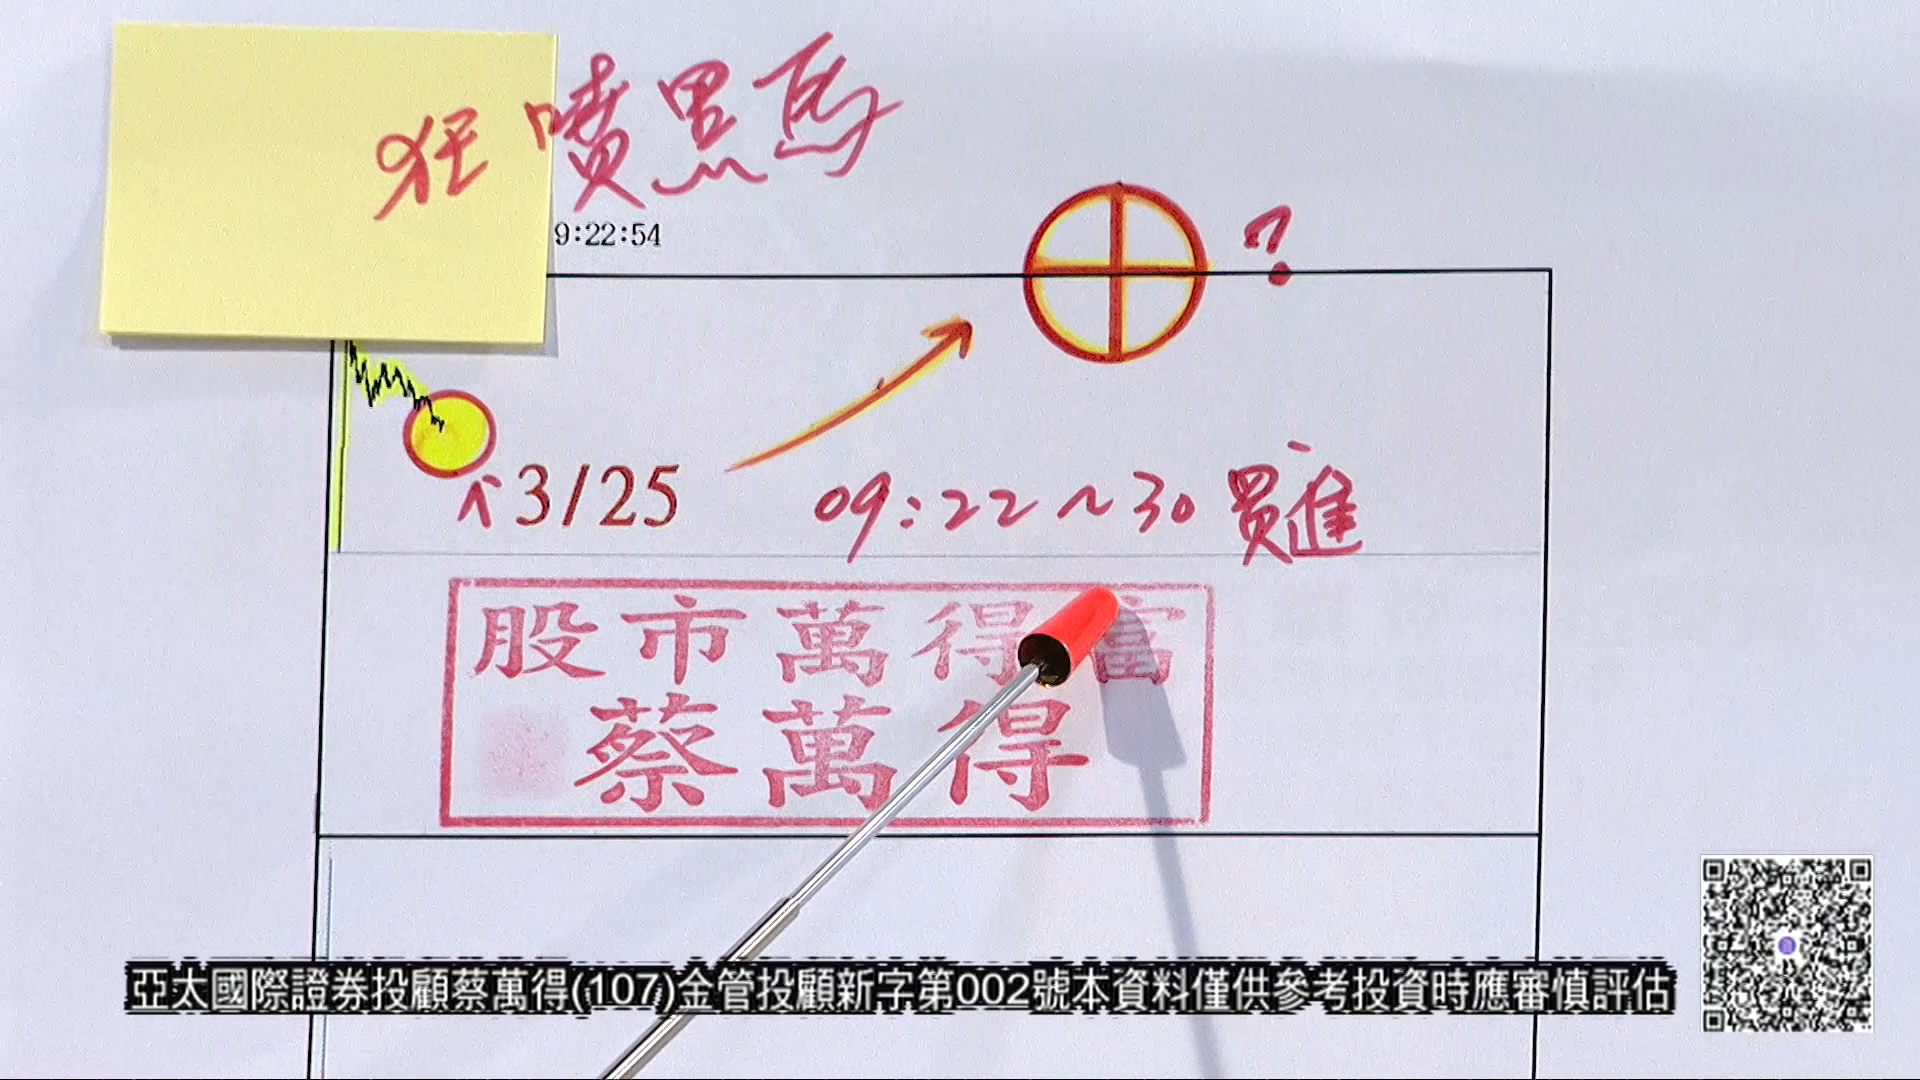 狂噴黑馬
9:22:54
?
↑3/25
09:22~30 買進
股市萬得富
蔡萬得
亞太國際證券投顧蔡萬得(107)金管投顧新字第002號本資料僅供參考投資時應審慎評估